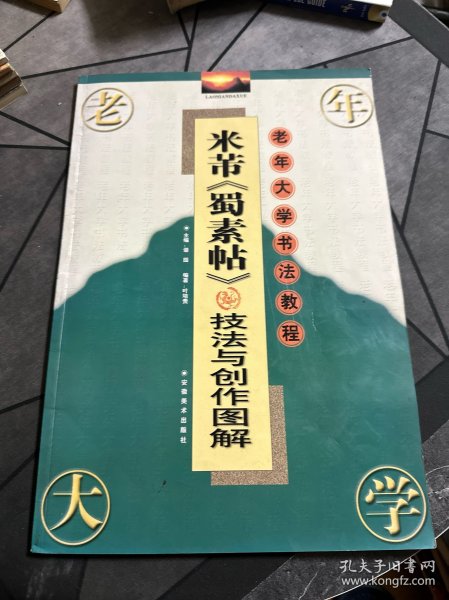 LAONIANDAXUE
老年
大学
老年大学书法教程
米芾《蜀素帖》
技法与创作图解
安徽美术出版社
孔夫子旧书网
www.kongfz.com